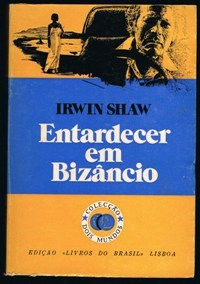 IRWIN SHAW
Entardecer
em
Bizâncio
COLECÇÃO
DOIS MUNDOS
EDIÇÃO «LIVROS DO BRASIL» LISBOA